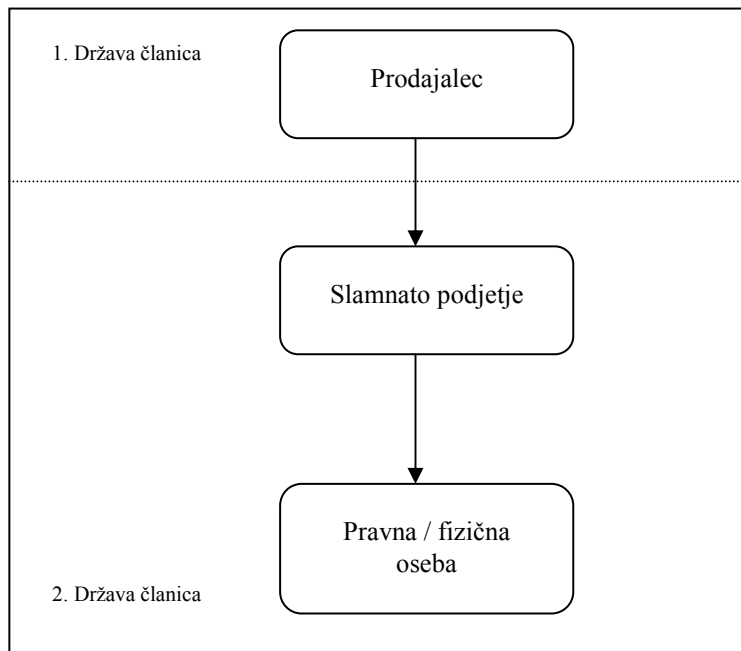 1. Država članica
Prodajalec
Slamnato podjetje
Pravna / fizična
oseba
2. Država članica